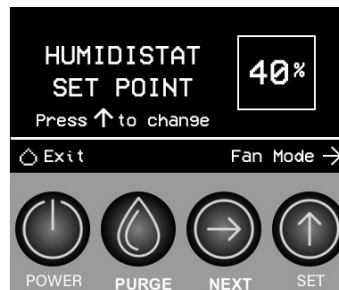 HUMIDISTAT
SET POINT
40%
Press ↑ to change
Exit
Fan Mode →
POWER
PURGE
NEXT
SET